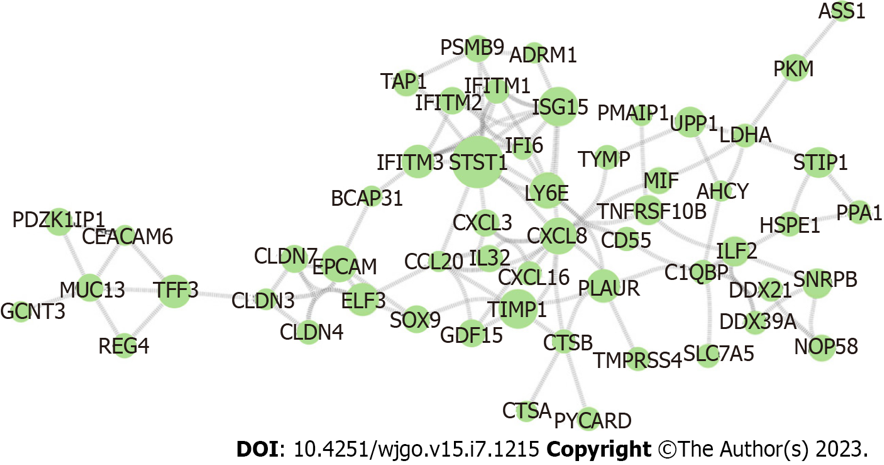 ASS1
PSMB9 ADRM1
PKM
TAP1 IFITM1
IFITM2 ISG15 PMAIP1 UPP1 LDHA
IFI6
IFITM3 STST1 TYMP STIP1
MIF
BCAP31 LY6E AHCY
PDZK1IP1 CXCL3 TNFRSF10B HSPE1 PPA1
CEACAM6 CXCL8 CD55
CLDN7 EPCAM CCL20 IL32 ILF2
CXCL16 C1QBP SNRPB
MUC13 TFF3 CLDN3 ELF3 PLAUR DDX21
GCNT3 SOX9 TIMP1 DDX39A
REG4 CLDN4 GDF15 CTSB NOP58
TMPRSS4 SLC7A5
CTSA PYCARD
DOI: 10.4251/wjgo.v15.i7.1215 Copyright ©The Author(s) 2023.